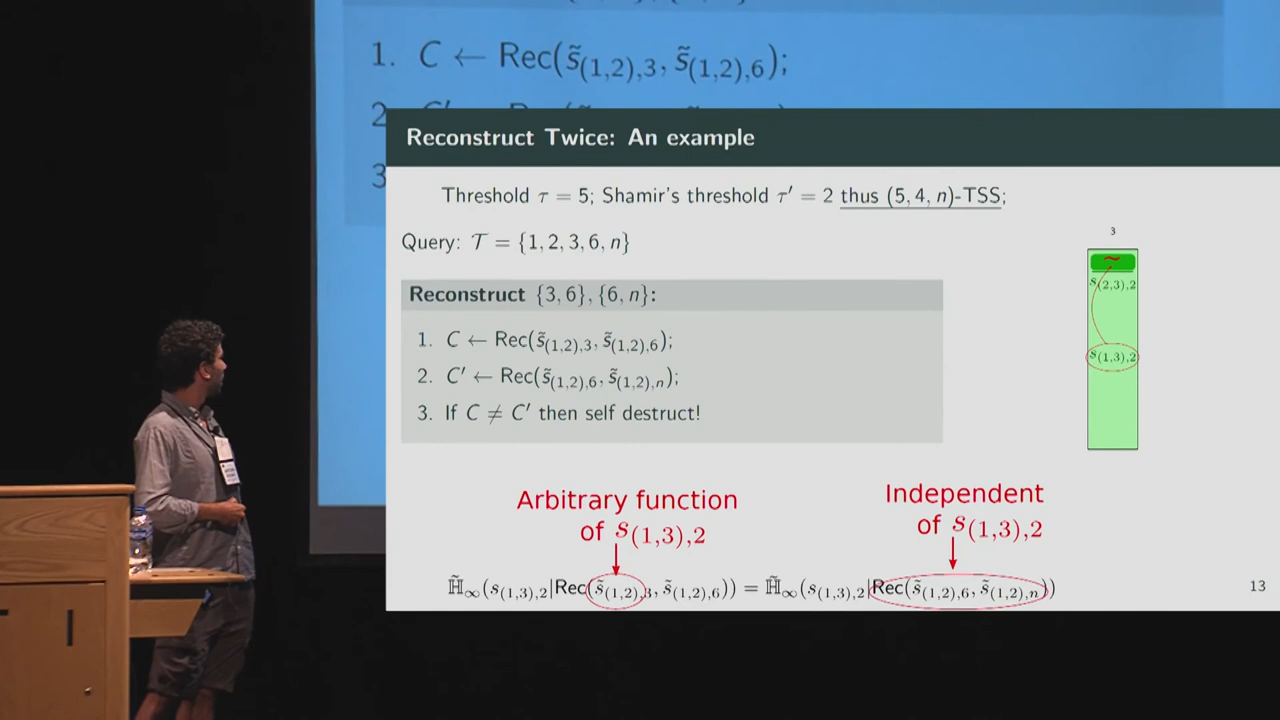 1. C ← Rec(s̃₍₁,₂₎,₃, s̃₍₁,₂₎,₆);
2
3
Reconstruct Twice: An example
Threshold τ = 5; Shamir's threshold τ′ = 2 thus (5, 4, n)-TSS;
Query: 𝒯 = {1, 2, 3, 6, n}
Reconstruct {3, 6}, {6, n}:
1. C ← Rec(s̃₍₁,₂₎,₃, s̃₍₁,₂₎,₆);
2. C′ ← Rec(s̃₍₁,₂₎,₆, s̃₍₁,₂₎,ₙ);
3. If C ≠ C′ then self destruct!
3
~
s₍₂,₃₎,₂
s₍₁,₃₎,₂
Arbitrary function
of s₍₁,₃₎,₂
Independent
of s₍₁,₃₎,₂
H̃∞(s₍₁,₃₎,₂|Rec(s̃₍₁,₂₎,₃, s̃₍₁,₂₎,₆)) = H̃∞(s₍₁,₃₎,₂|Rec(s̃₍₁,₂₎,₆, s̃₍₁,₂₎,ₙ))
13